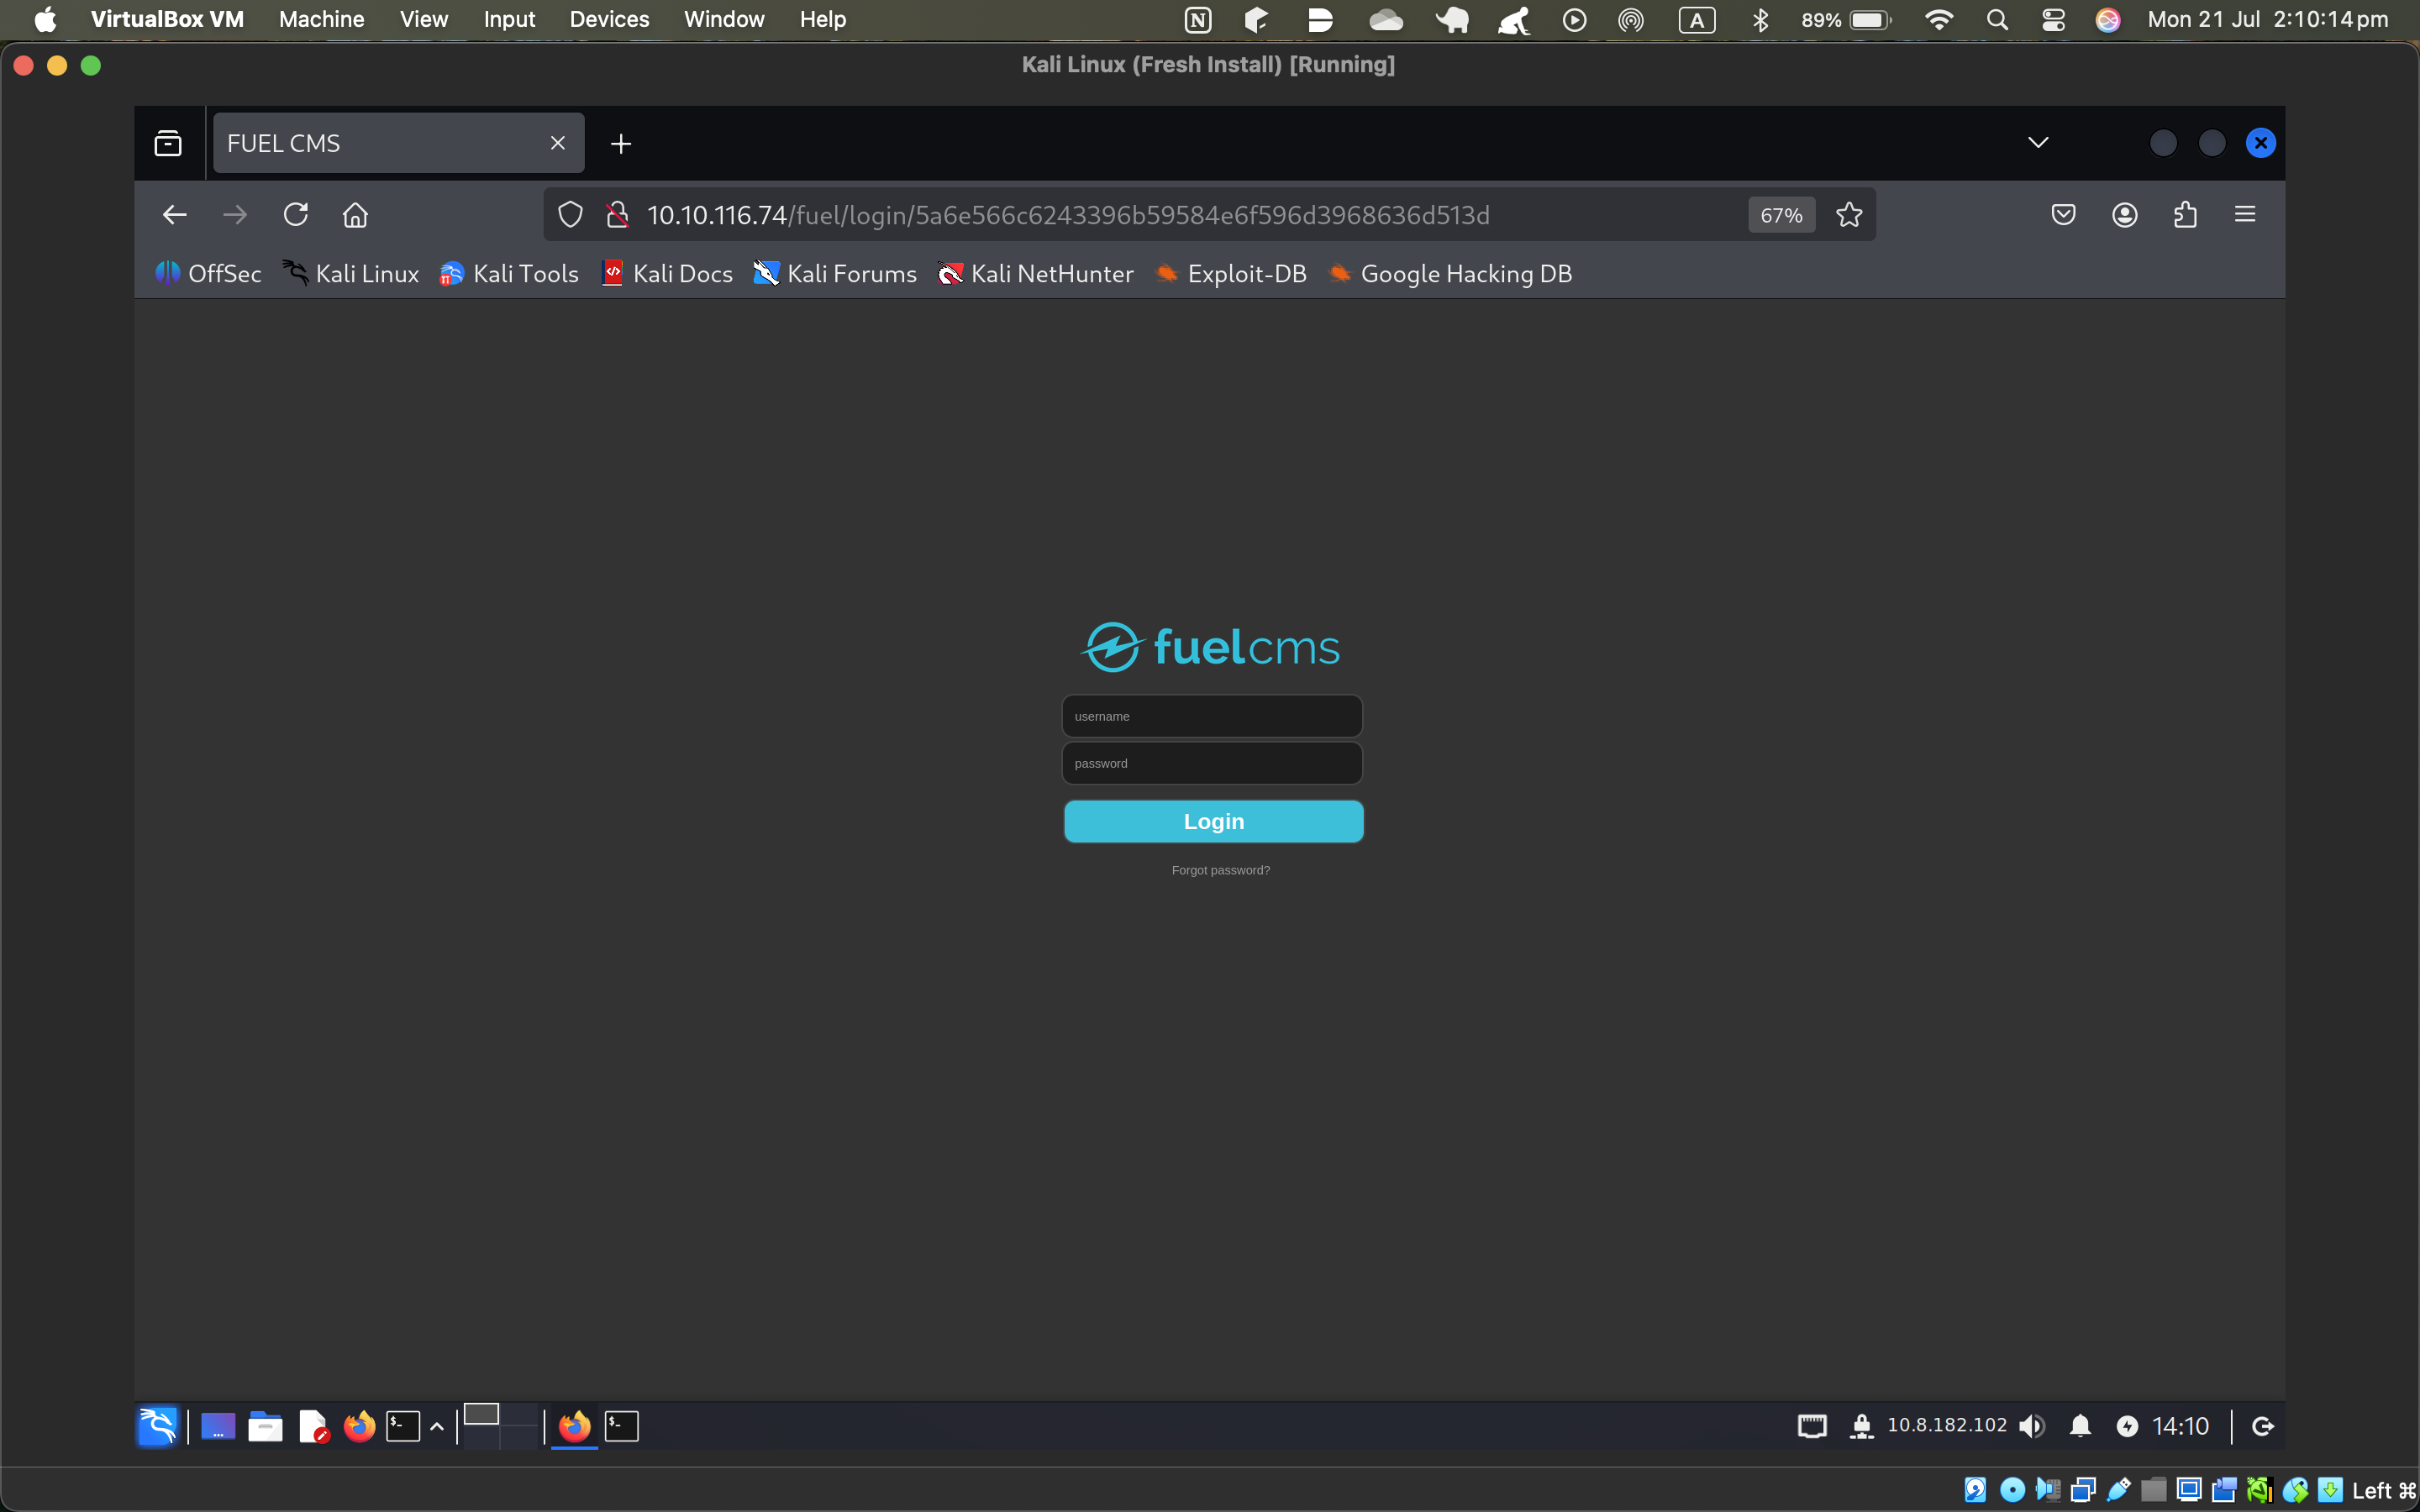 VirtualBox VM Machine View Input Devices Window Help N A 89% Mon 21 Jul 2:10:14 pm
Kali Linux (Fresh Install) [Running]
FUEL CMS
10.10.116.74/fuel/login/5a6e566c6243396b59584e6f596d3968636d513d 67%
OffSec Kali Linux Kali Tools Kali Docs Kali Forums Kali NetHunter Exploit-DB Google Hacking DB
fuelcms
username
password
Login
Forgot password?
$- $- 10.8.182.102 14:10
Left ⌘